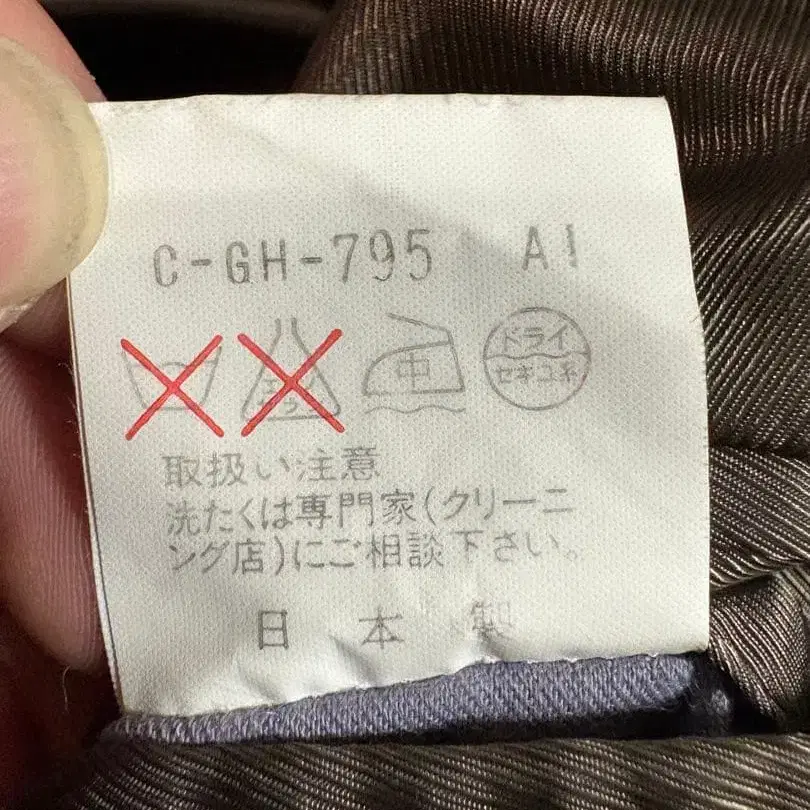 C-GH-795 A!
中 ドライ
セキユ系
取扱い注意
洗たくは専門家(クリーニ
ング店)にご相談下さい。
日本製